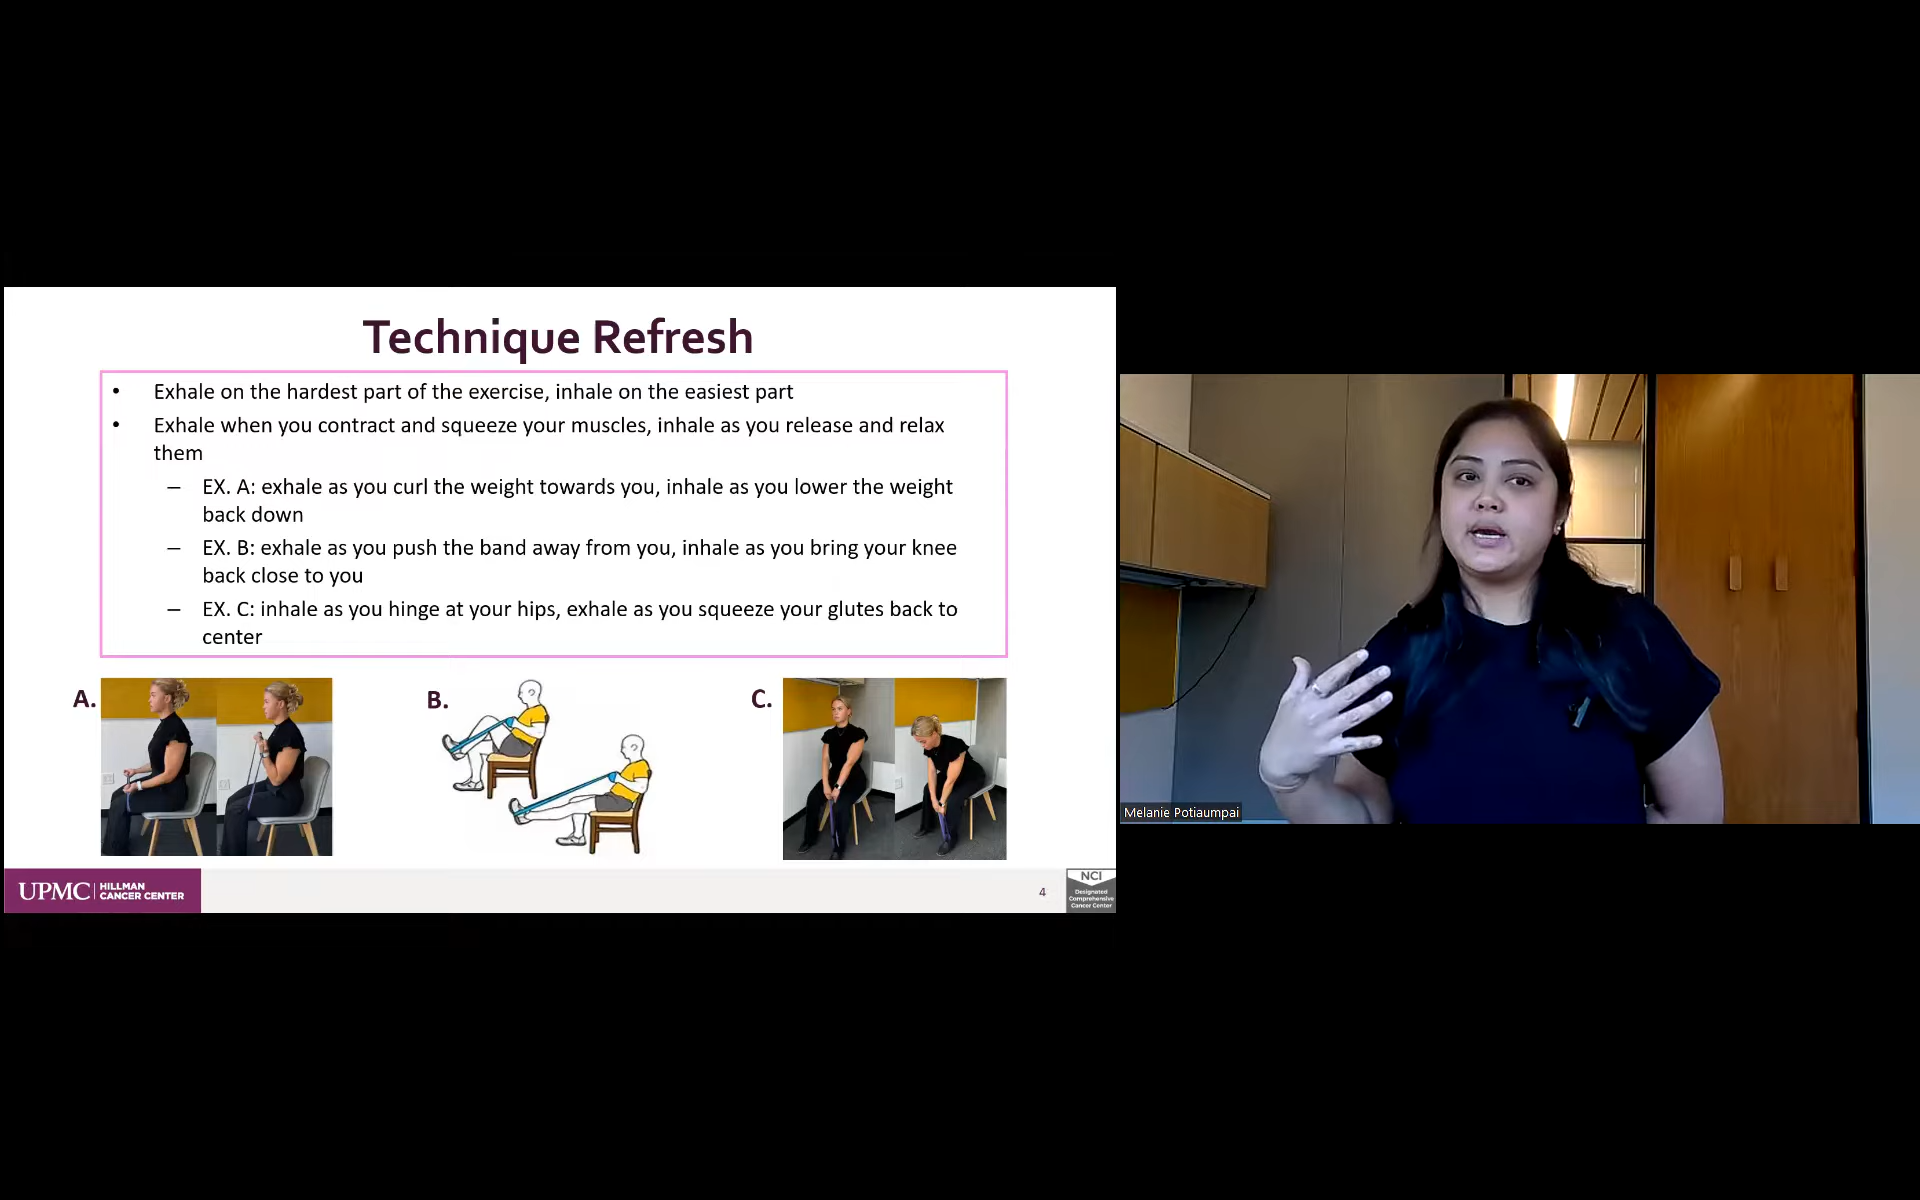 Technique Refresh
• Exhale on the hardest part of the exercise, inhale on the easiest part
• Exhale when you contract and squeeze your muscles, inhale as you release and relax
them
– EX. A: exhale as you curl the weight towards you, inhale as you lower the weight
back down
– EX. B: exhale as you push the band away from you, inhale as you bring your knee
back close to you
– EX. C: inhale as you hinge at your hips, exhale as you squeeze your glutes back to
center
A.
B.
C.
Melanie Potiaumpai
UPMC | HILLMAN
CANCER CENTER
4
NCI
Designated
Comprehensive
Cancer Center